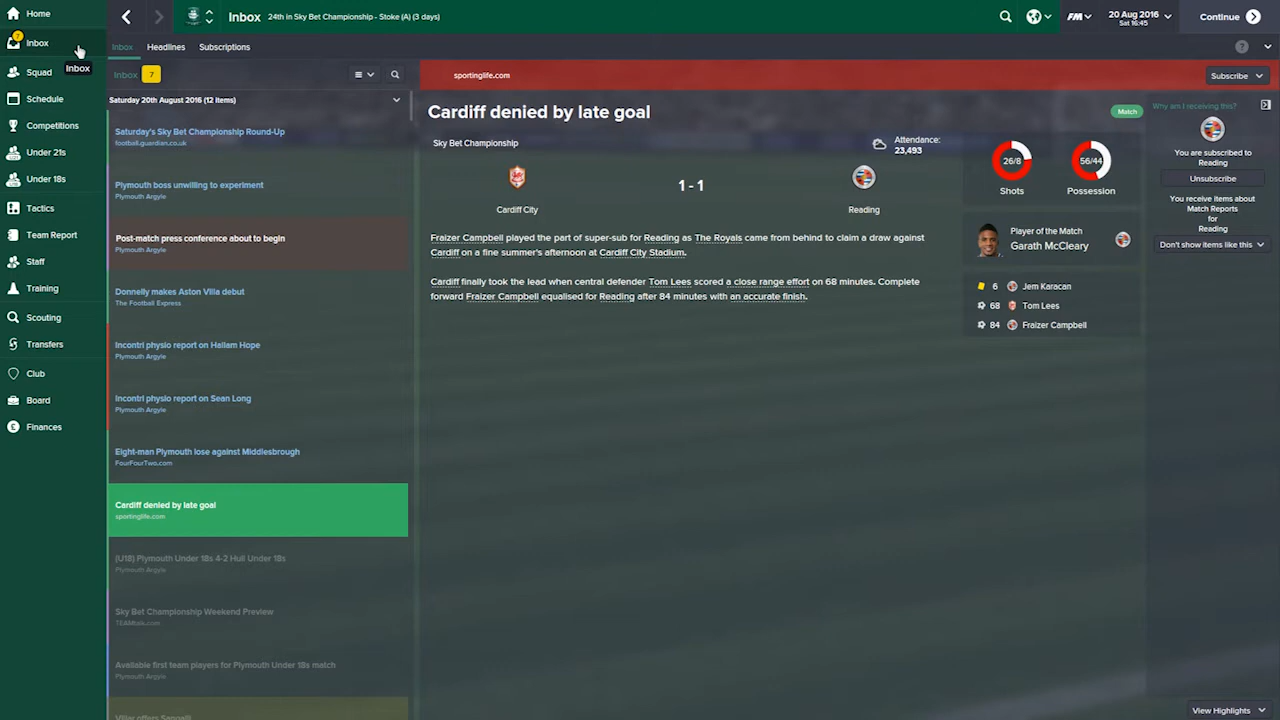 Home
Inbox
24th in Sky Bet Championship - Stoke (A) (3 days)
FM
20 Aug 2016
Sat 16:45
Continue
7
Inbox
Inbox
Squad
Schedule
Competitions
U21
Under 21s
U18
Under 18s
Tactics
Team Report
Staff
Training
Scouting
Transfers
Club
Board
Finances
Inbox
Headlines
Subscriptions
?
Inbox
7
Saturday 20th August 2016 (12 items)
Saturday's Sky Bet Championship Round-Up
football.guardian.co.uk
Plymouth boss unwilling to experiment
Plymouth Argyle
Post-match press conference about to begin
Plymouth Argyle
Donnelly makes Aston Villa debut
The Football Express
Incontri physio report on Hallam Hope
Plymouth Argyle
Incontri physio report on Sean Long
Plymouth Argyle
Eight-man Plymouth lose against Middlesbrough
FourFourTwo.com
Cardiff denied by late goal
sportinglife.com
(U18) Plymouth Under 18s 4-2 Hull Under 18s
Plymouth Argyle
Sky Bet Championship Weekend Preview
TEAMtalk.com
Available first team players for Plymouth Under 18s match
Plymouth Argyle
sportinglife.com
Subscribe
Cardiff denied by late goal
Match
Sky Bet Championship
Attendance:
23,493
Cardiff City
1 - 1
Reading
Fraizer Campbell played the part of super-sub for Reading as The Royals came from behind to claim a draw against
Cardiff on a fine summer's afternoon at Cardiff City Stadium.
Cardiff finally took the lead when central defender Tom Lees scored a close range effort on 68 minutes. Complete
forward Fraizer Campbell equalised for Reading after 84 minutes with an accurate finish.
26/8
Shots
56/44
Possession
Player of the Match
Garath McCleary
6 Jem Karacan
68 Tom Lees
84 Fraizer Campbell
Why am I receiving this?
You are subscribed to
Reading
Unsubscribe
You receive items about
Match Reports
for
Reading
Don't show items like this
View Highlights